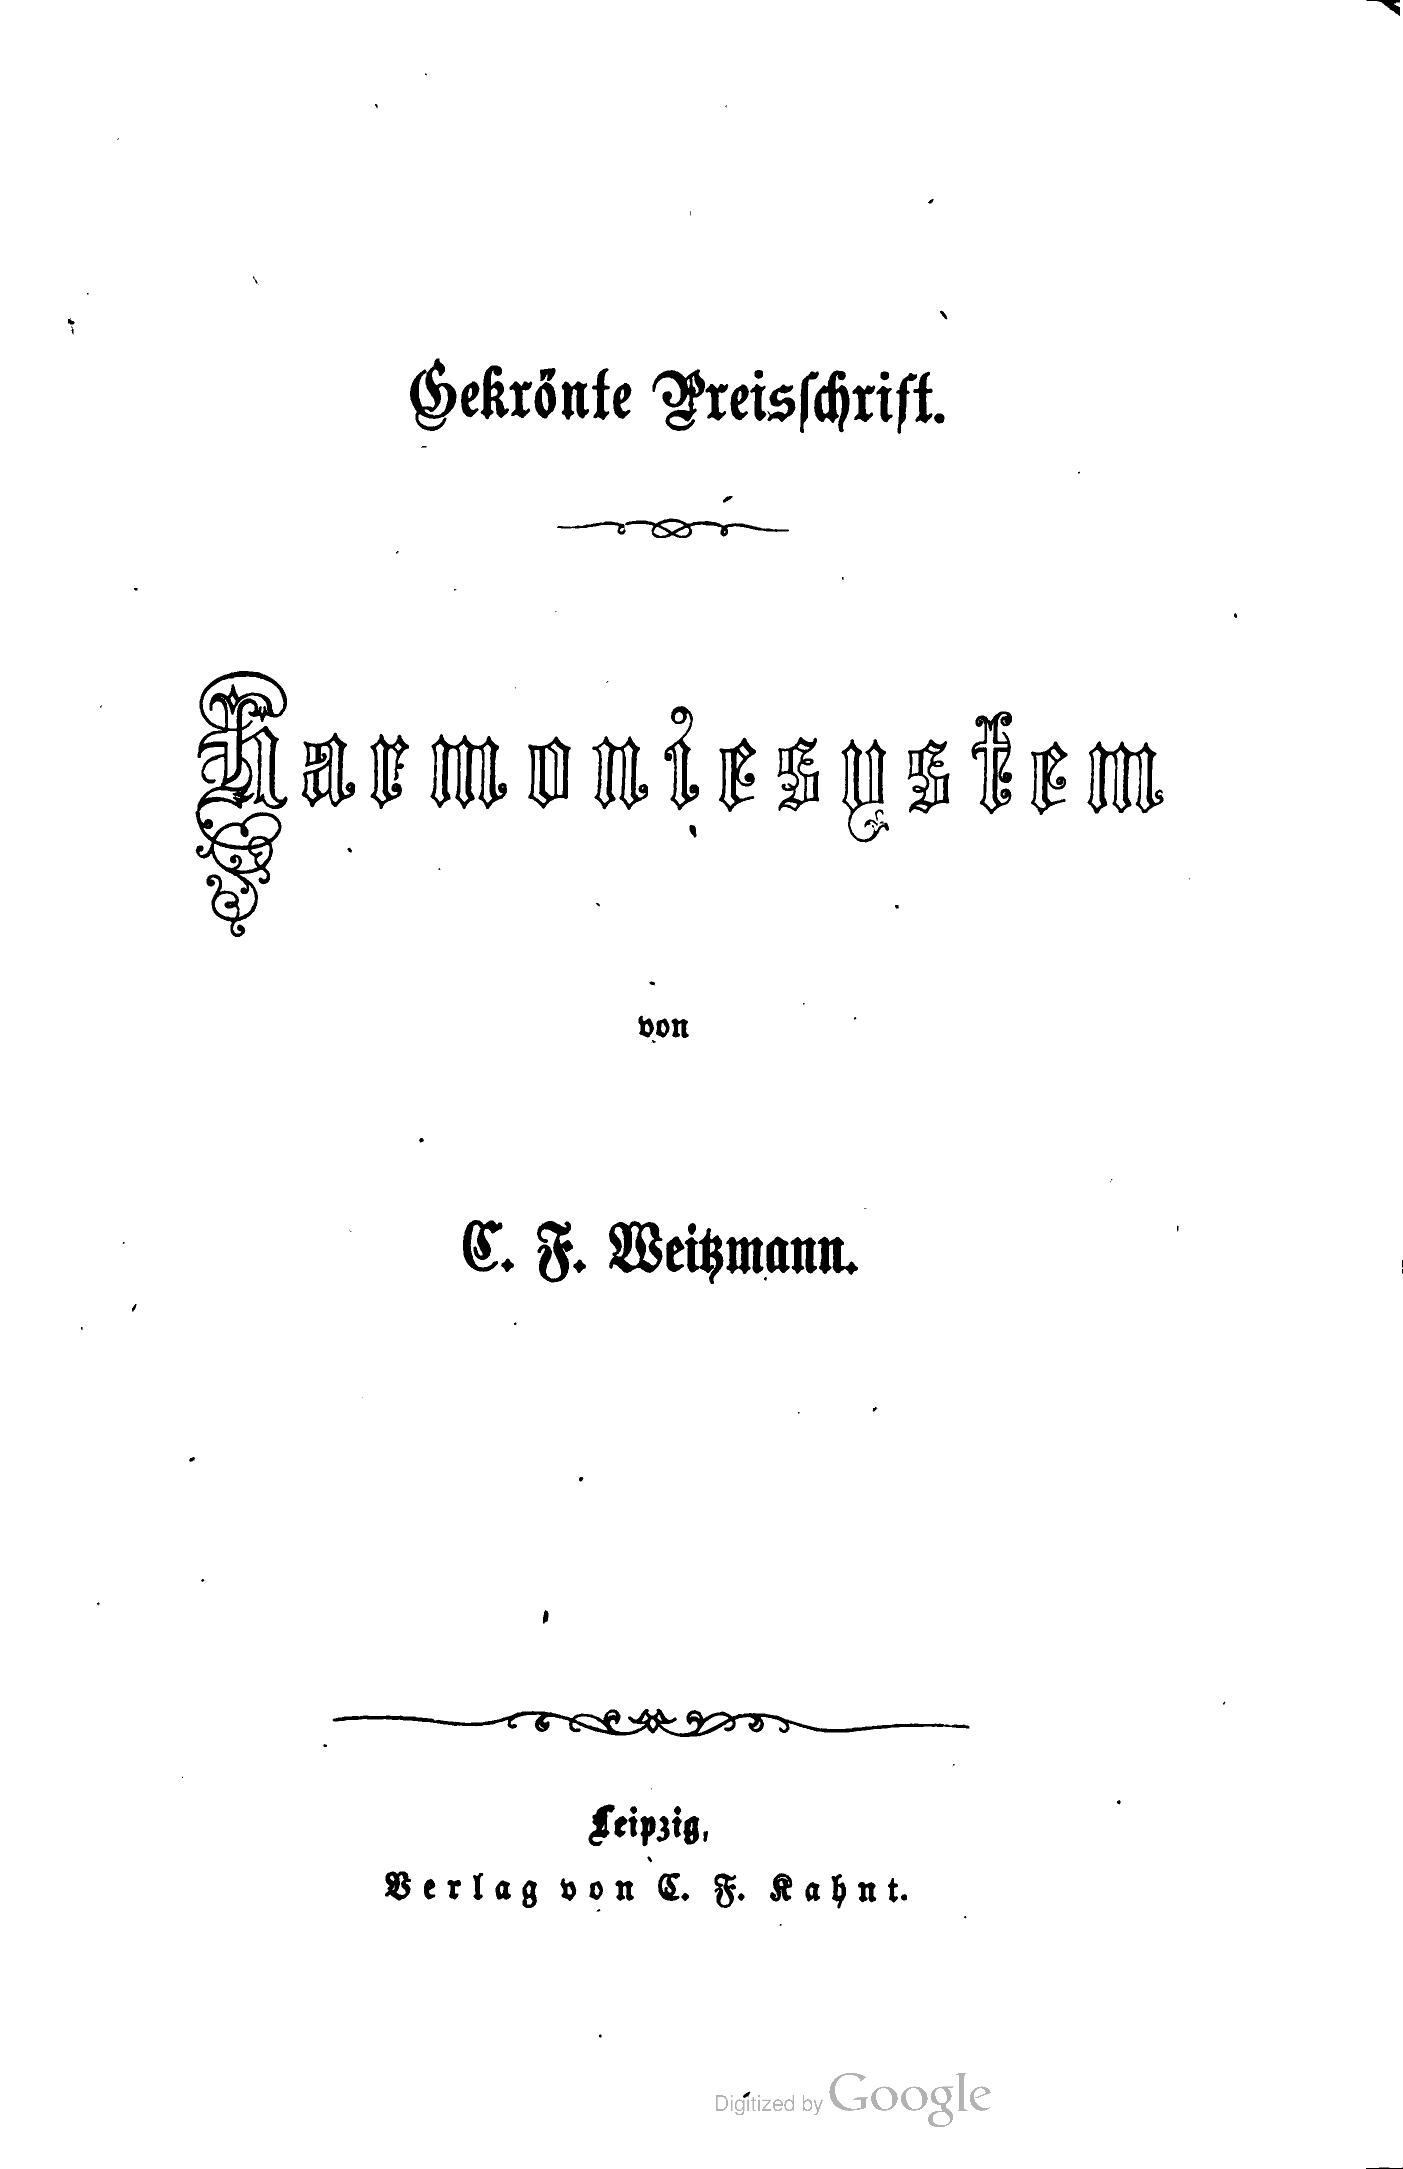 Gekrönte Preisschrift.
Harmoniesystem
von
C. F. Weitzmann.
Leipzig,
Verlag von C. F. Kahnt.
Digitized by Google